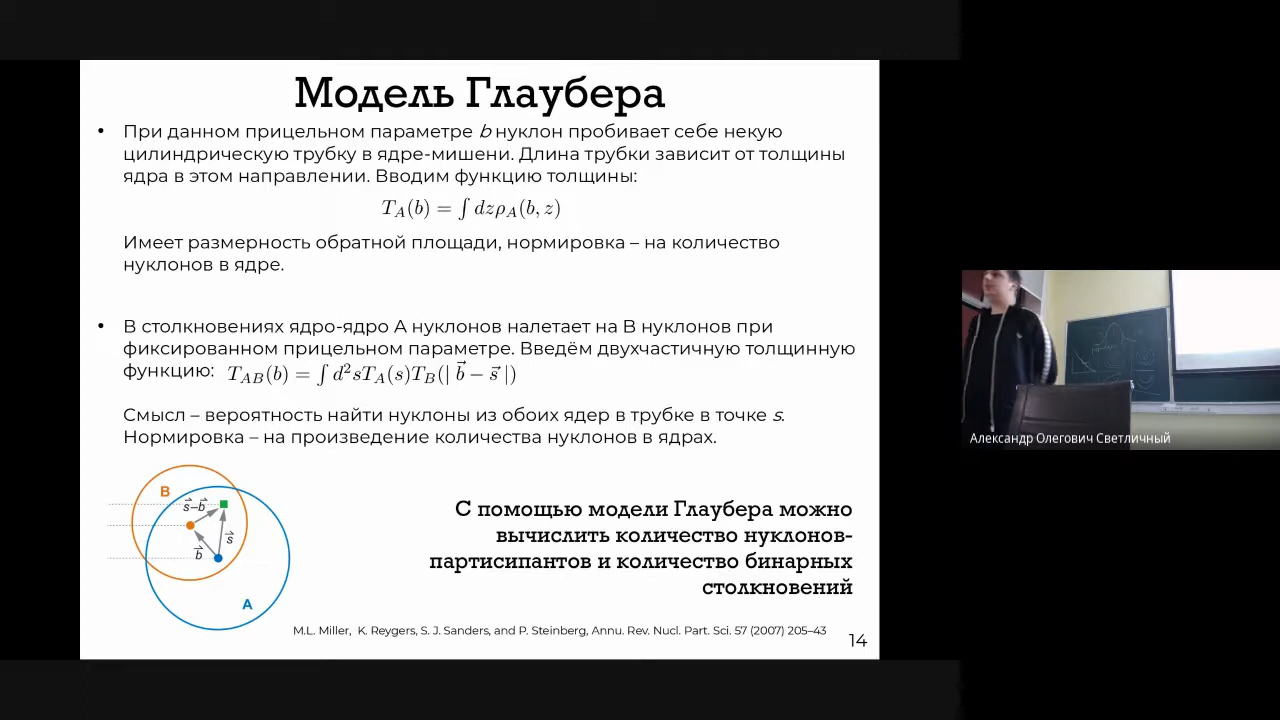 Модель Глаубера
• При данном прицельном параметре b нуклон пробивает себе некую
цилиндрическую трубку в ядре-мишени. Длина трубки зависит от толщины
ядра в этом направлении. Вводим функцию толщины:
T_A(b) = ∫ dzρ_A(b, z)
Имеет размерность обратной площади, нормировка – на количество
нуклонов в ядре.
• В столкновениях ядро-ядро A нуклонов налетает на B нуклонов при
фиксированном прицельном параметре. Введём двухчастичную толщинную
функцию: T_AB(b) = ∫ d²sT_A(s)T_B(| b⃗ − s⃗ |)
Смысл – вероятность найти нуклоны из обоих ядер в трубке в точке s.
Нормировка – на произведение количества нуклонов в ядрах.
B
s⃗–b⃗
s⃗
b⃗
A
С помощью модели Глаубера можно
вычислить количество нуклонов-
партисипантов и количество бинарных
столкновений
M.L. Miller, K. Reygers, S. J. Sanders, and P. Steinberg, Annu. Rev. Nucl. Part. Sci. 57 (2007) 205–43
14
Александр Олегович Светличный